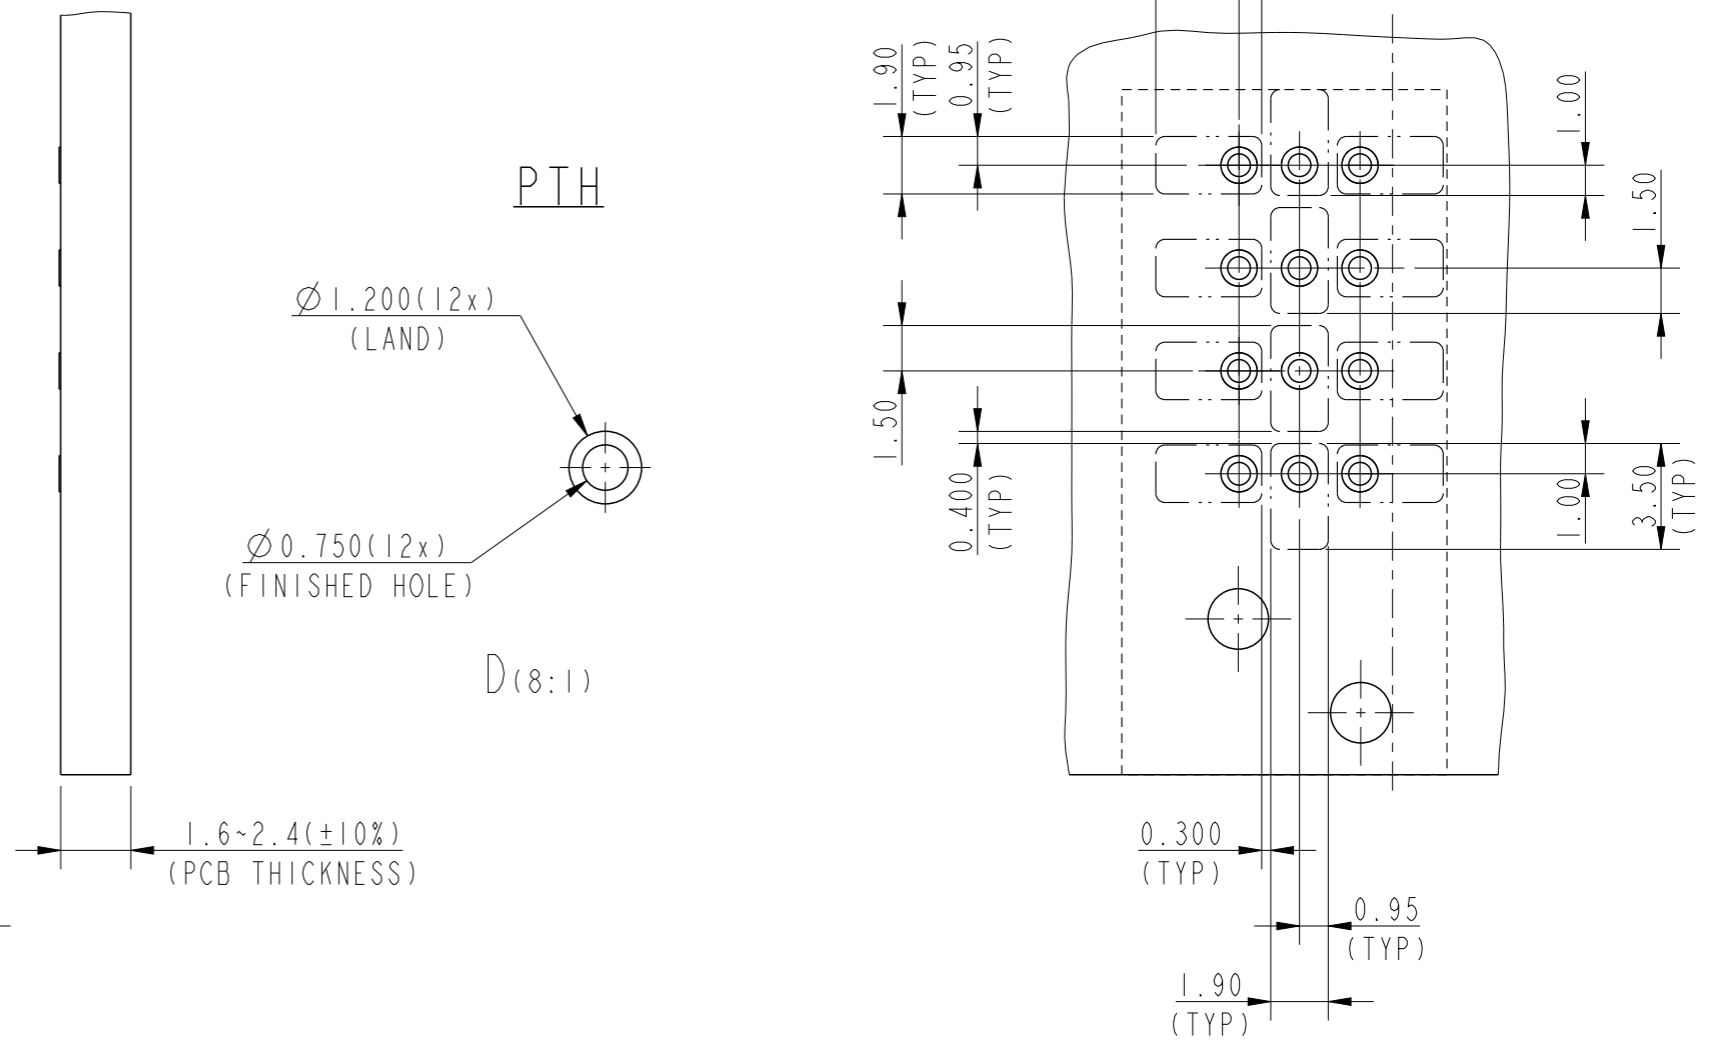 PTH
Ø1.200(12x)
(LAND)
Ø0.750(12x)
(FINISHED HOLE)
D(8:1)
1.6~2.4(±10%)
(PCB THICKNESS)
1.90
(TYP)
0.95
(TYP)
1.00
1.50
1.50
0.400
(TYP)
1.00
3.50
(TYP)
0.300
(TYP)
0.95
(TYP)
1.90
(TYP)